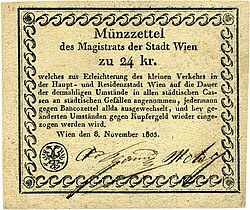 Münzzettel
des Magistrats der Stadt Wien
zu 24 kr.
welches zur Erleichterung des kleinen Verkehrs in
der Haupt- und Residenzstadt Wien auf die Dauer
der dermahligen Umstände in allen städtischen Cas-
sen an städtischen Gefällen angenommen, jedermann
gegen Bancozettel allda ausgewechselt, und bey ge-
änderten Umständen gegen Kupfergeld wieder einge-
zogen werden wird.
Wien den 8. November 1805.